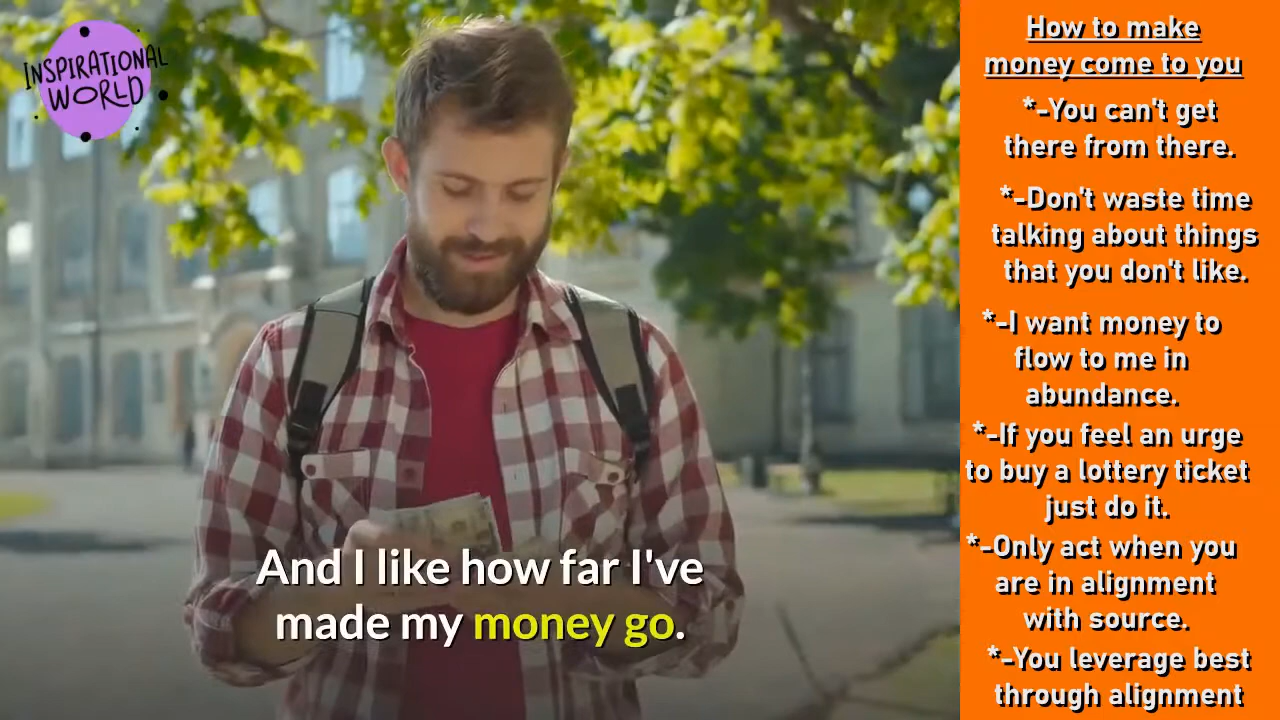 INSPIRATIONAL
WORLD
And I like how far I've
made my money go.
How to make
money come to you
*-You can't get
there from there.
*-Don't waste time
talking about things
that you don't like.
*-I want money to
flow to me in
abundance.
*-If you feel an urge
to buy a lottery ticket
just do it.
*-Only act when you
are in alignment
with source.
*-You leverage best
through alignment